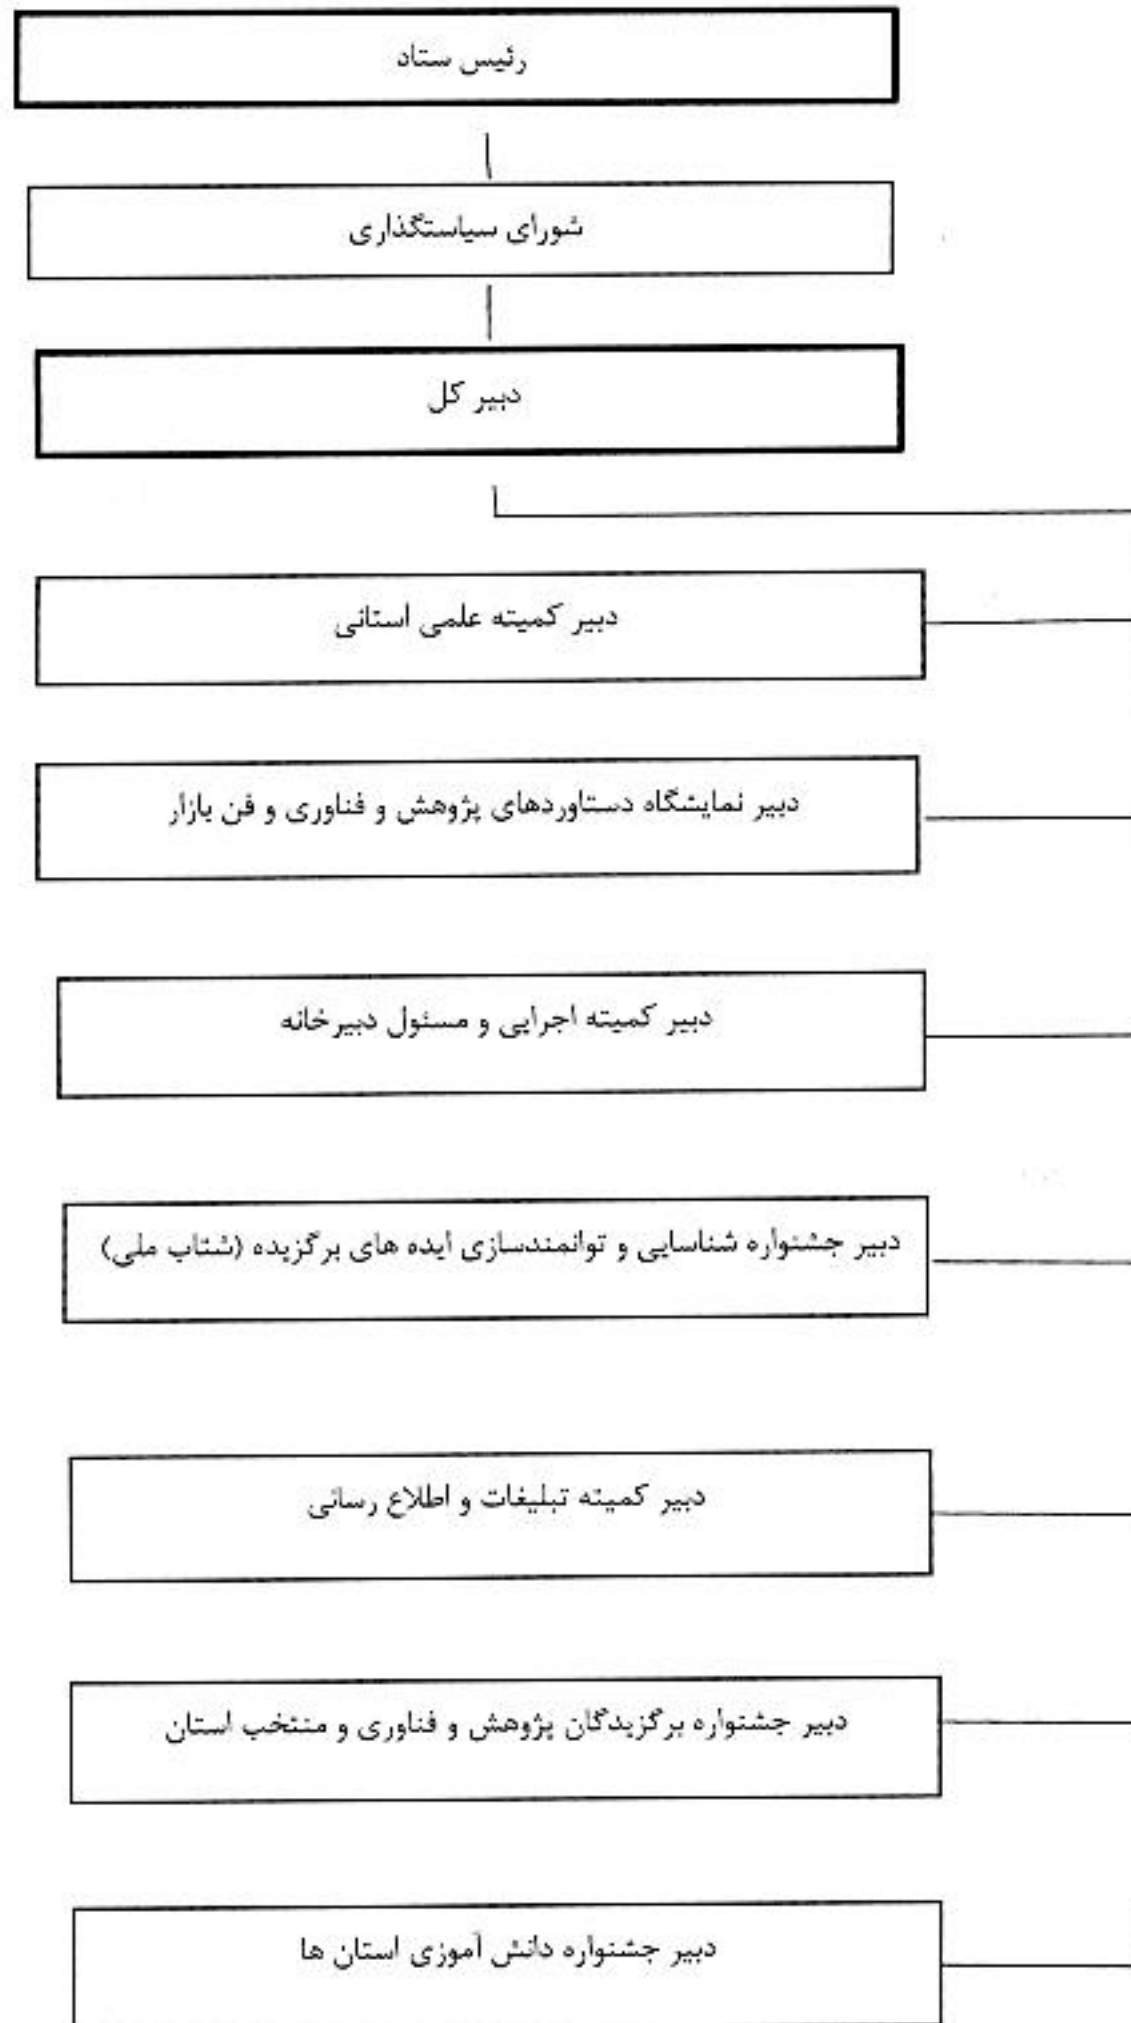 رئیس ستاد
شورای سیاستگذاری
دبیر کل
دبیر کمیته علمی استانی
دبیر نمایشگاه دستاوردهای پژوهش و فناوری و فن بازار
دبیر کمیته اجرایی و مسئول دبیرخانه
دبیر جشنواره شناسایی و توانمندسازی ایده های برگزیده (شتاب ملی)
دبیر کمیته تبلیغات و اطلاع رسانی
دبیر جشنواره برگزیدگان پژوهش و فناوری و منتخب استان
دبیر جشنواره دانش آموزی استان ها